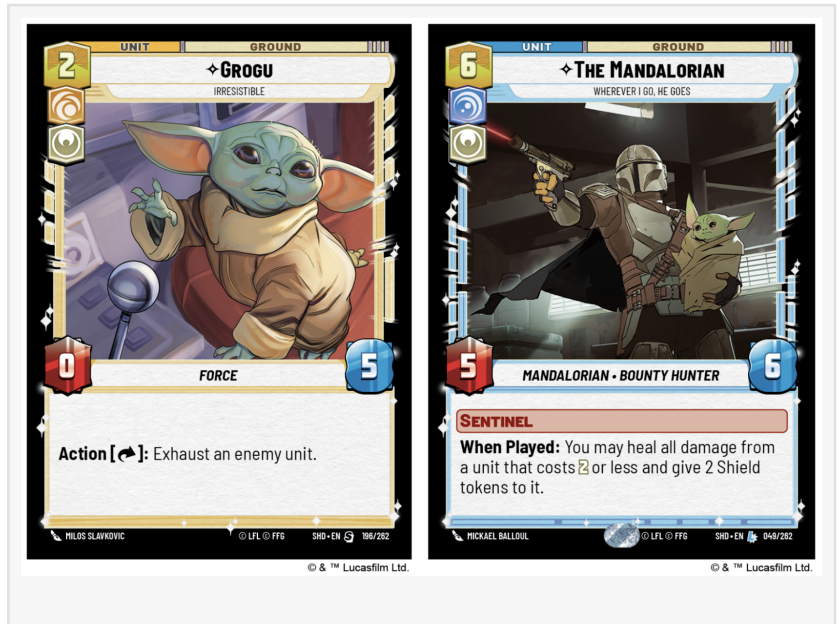 UNIT GROUND
2
✧GROGU
IRRESISTIBLE
0
FORCE
5
Action [⤷]: Exhaust an enemy unit.
MILOS SLAVKOVIC © LFL © FFG SHD • EN 196/262
© & ™ Lucasfilm Ltd.
UNIT GROUND
6
✧THE MANDALORIAN
WHEREVER I GO, HE GOES
5
MANDALORIAN • BOUNTY HUNTER
6
SENTINEL
When Played: You may heal all damage from
a unit that costs 2 or less and give 2 Shield
tokens to it.
MICKAEL BALLOUL © LFL © FFG SHD • EN 049/262
© & ™ Lucasfilm Ltd.